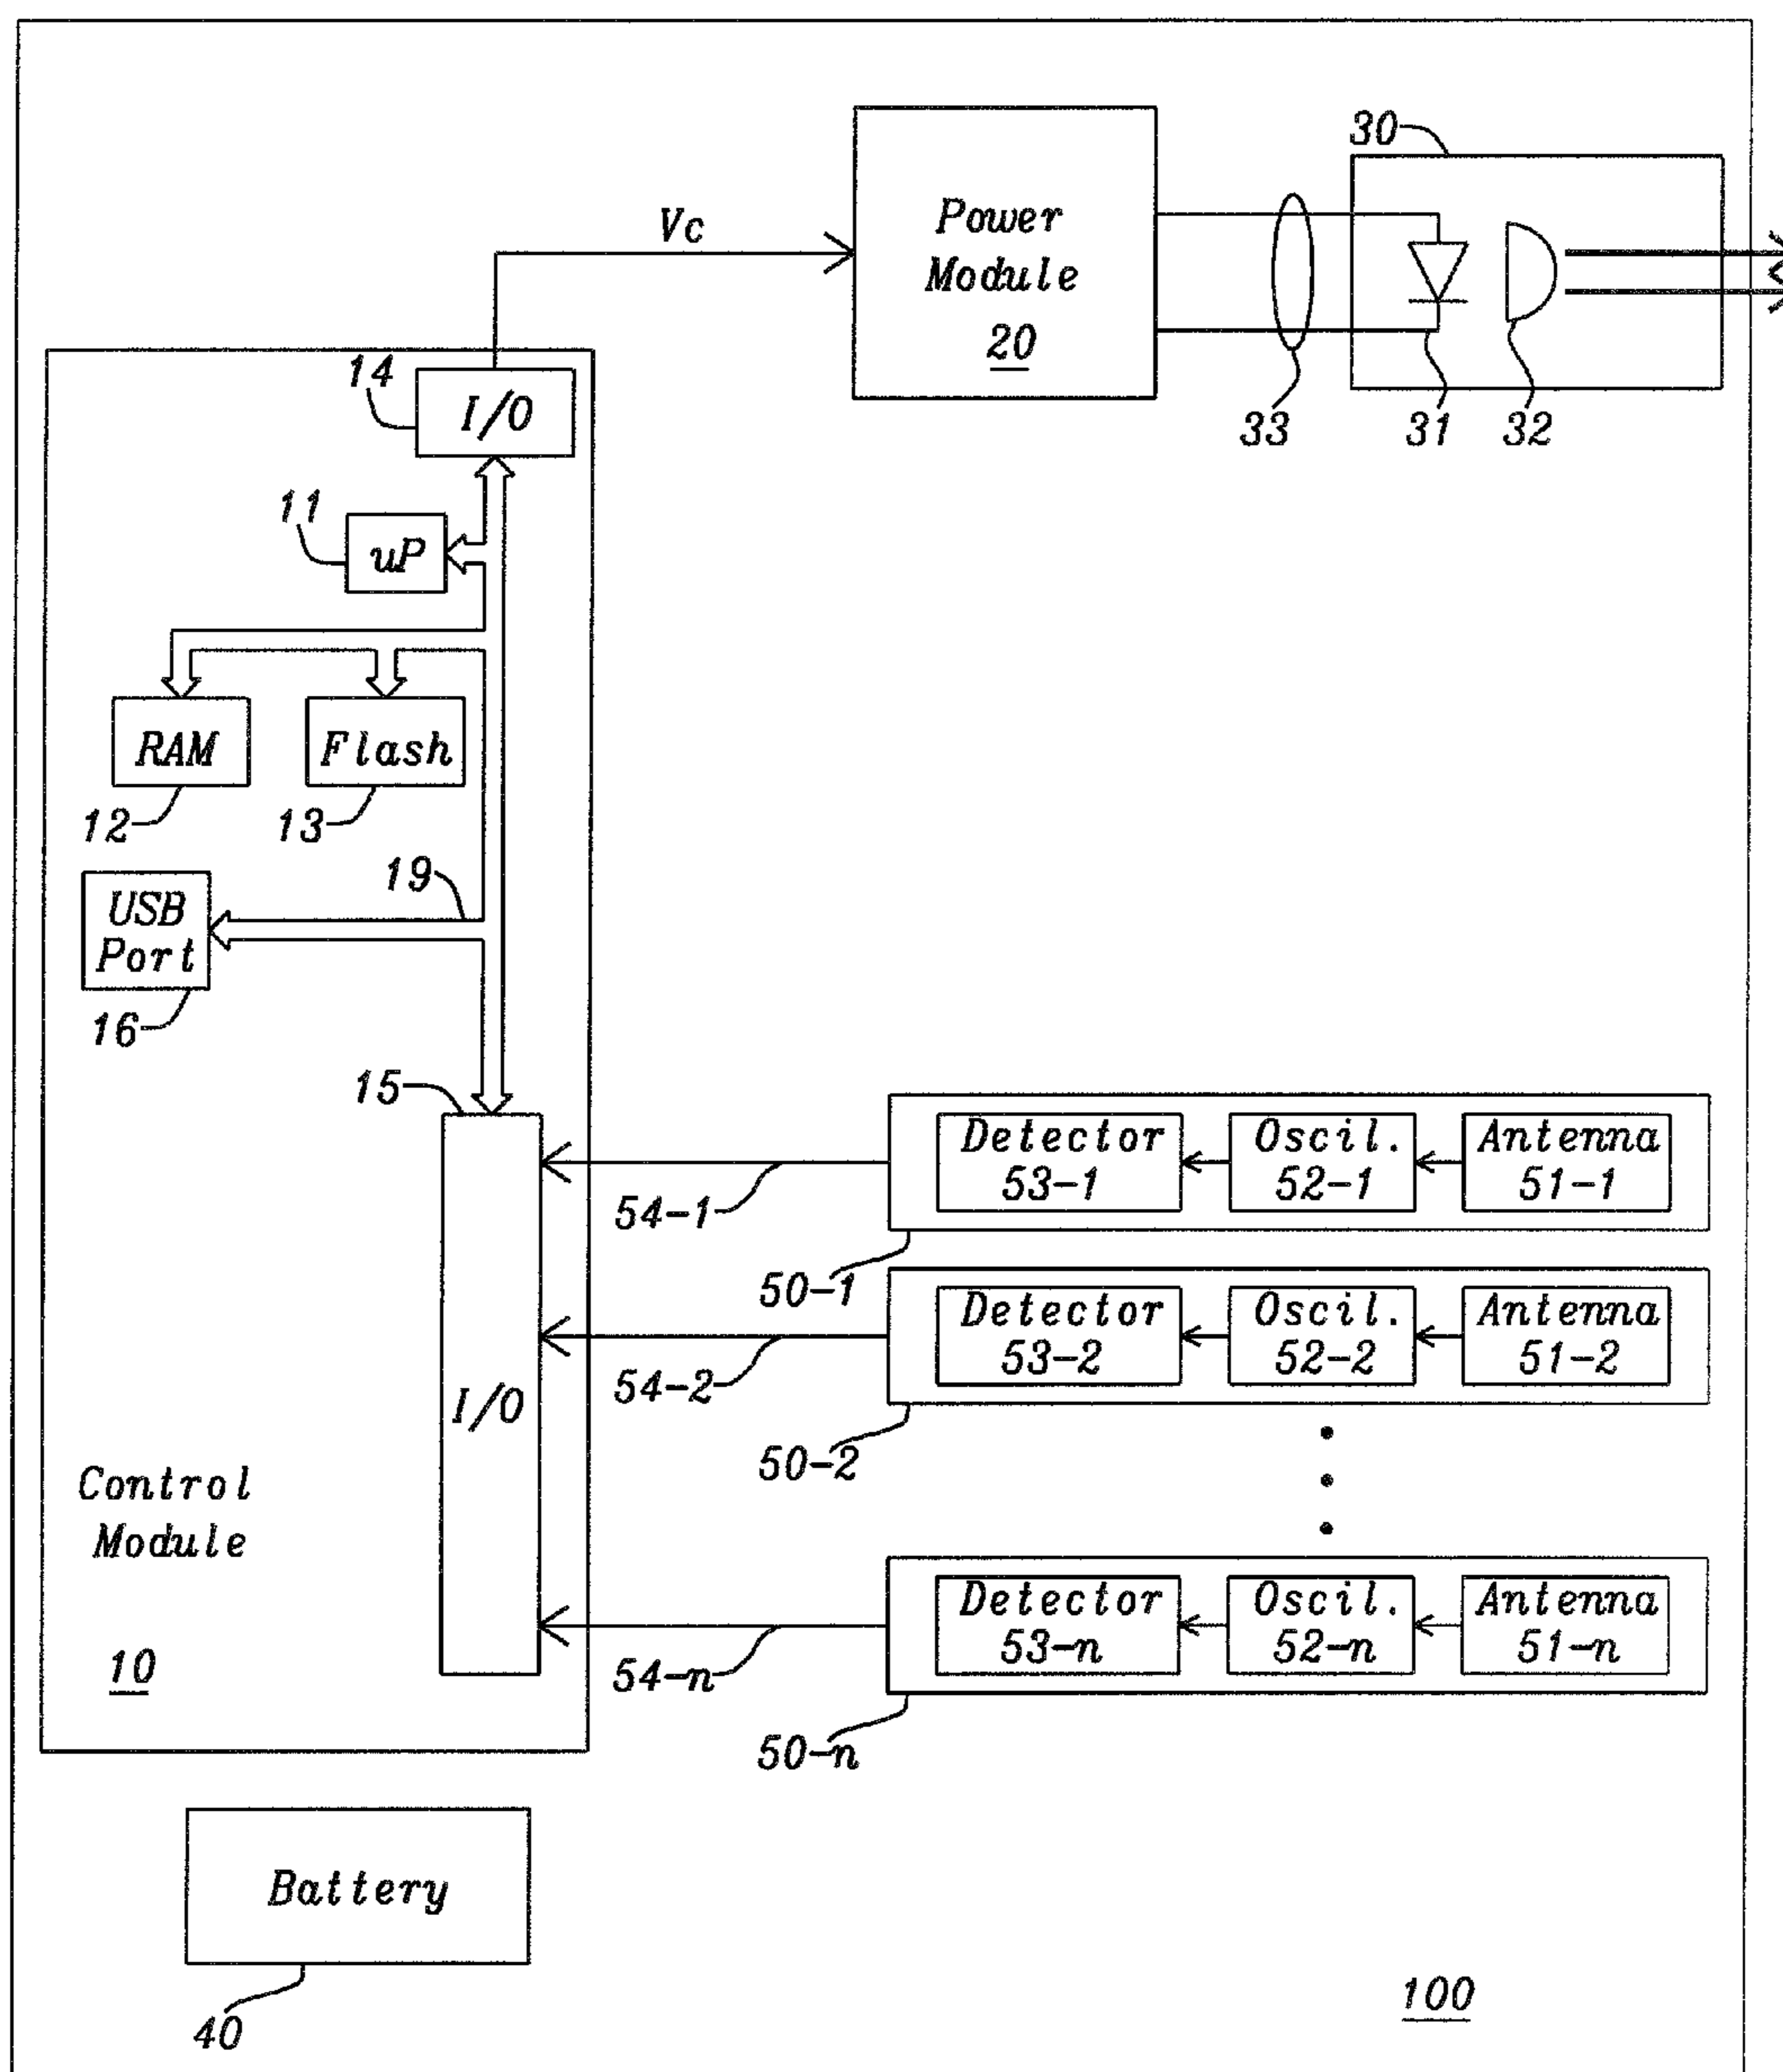 30
Vc
Power
Module
20
33
31
32
14
I/O
11
uP
RAM
Flash
12
13
19
USB
Port
16
15
Detector
53-1
Oscil.
52-1
Antenna
51-1
54-1
50-1
Detector
53-2
Oscil.
52-2
Antenna
51-2
54-2
I/O
50-2
Control
Module
Detector
53-n
Oscil.
52-n
Antenna
51-n
10
54-n
50-n
Battery
100
40